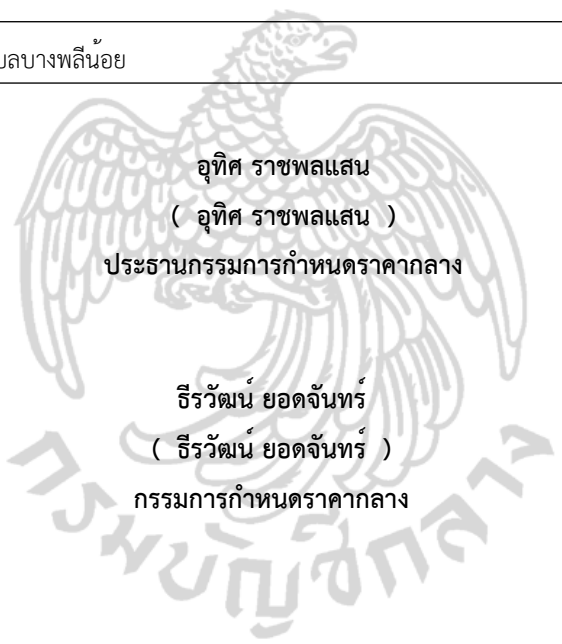 บลบางพลีน้อย
อุทิศ ราชพลแสน
( อุทิศ ราชพลแสน )
ประธานกรรมการกำหนดราคากลาง
ธีรวัฒน์ ยอดจันทร์
( ธีรวัฒน์ ยอดจันทร์ )
กรรมการกำหนดราคากลาง
กรมบัญชีกลาง